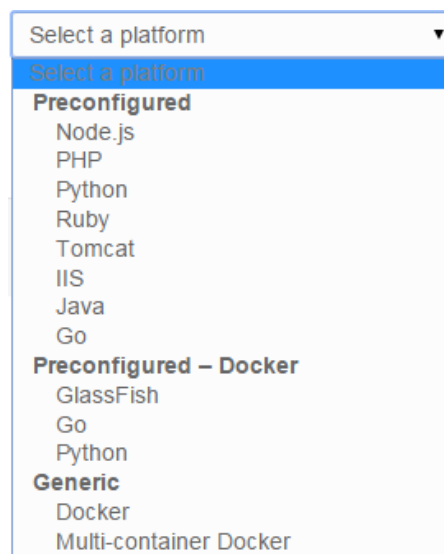 Select a platform
Select a platform
Preconfigured
Node.js
PHP
Python
Ruby
Tomcat
IIS
Java
Go
Preconfigured – Docker
GlassFish
Go
Python
Generic
Docker
Multi-container Docker